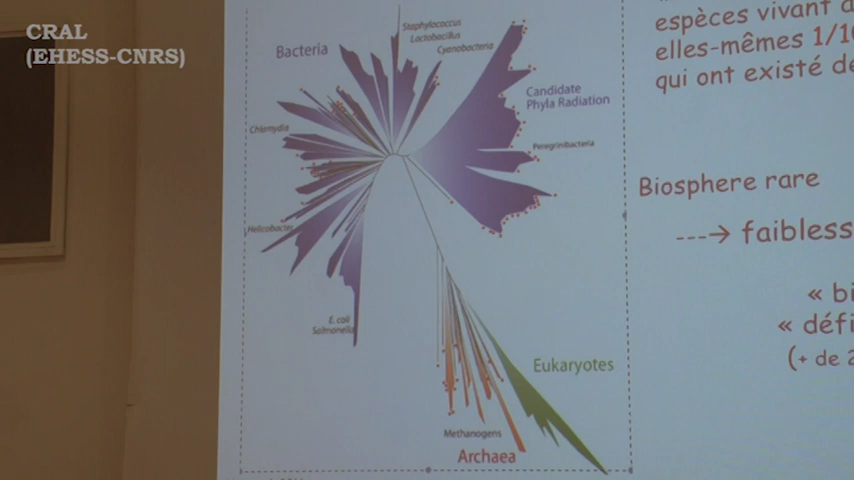 CRAL
(EHESS-CNRS)
Bacteria
Staphylococcus
Lactobacillus
Cyanobacteria
Candidate
Phyla Radiation
Chlamydia
Peregrinibacteria
Helicobacter
E. coli
Salmonella
Eukaryotes
Methanogens
Archaea
espèces vivant
elles-mêmes 1/10
qui ont existé de
Biosphere rare
---→ faibless
« bi
« défi
(+ de 2